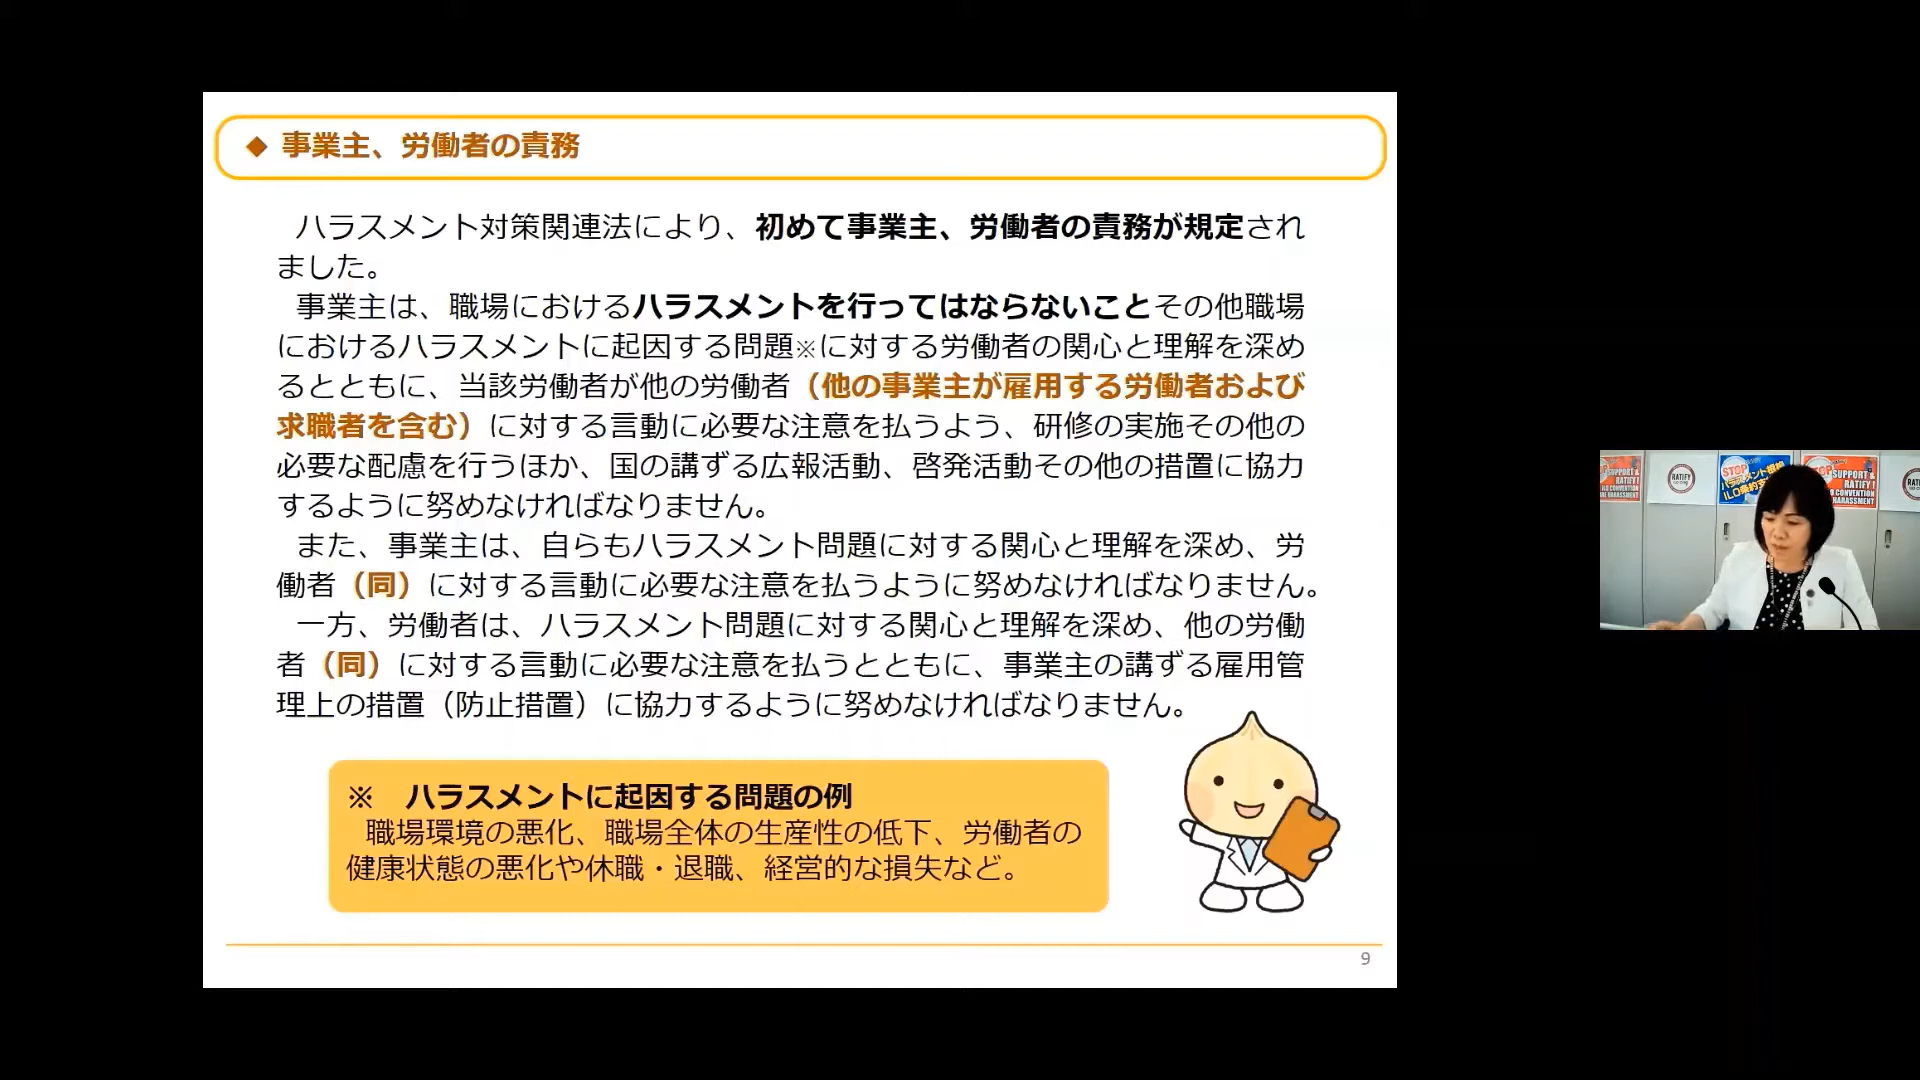 ◆ 事業主、労働者の責務
ハラスメント対策関連法により、初めて事業主、労働者の責務が規定され
ました。
事業主は、職場におけるハラスメントを行ってはならないことその他職場
におけるハラスメントに起因する問題※に対する労働者の関心と理解を深め
るとともに、当該労働者が他の労働者（他の事業主が雇用する労働者および
求職者を含む）に対する言動に必要な注意を払うよう、研修の実施その他の
必要な配慮を行うほか、国の講ずる広報活動、啓発活動その他の措置に協力
するように努めなければなりません。
また、事業主は、自らもハラスメント問題に対する関心と理解を深め、労
働者（同）に対する言動に必要な注意を払うように努めなければなりません。
一方、労働者は、ハラスメント問題に対する関心と理解を深め、他の労働
者（同）に対する言動に必要な注意を払うとともに、事業主の講ずる雇用管
理上の措置（防止措置）に協力するように努めなければなりません。
※　ハラスメントに起因する問題の例
職場環境の悪化、職場全体の生産性の低下、労働者の
健康状態の悪化や休職・退職、経営的な損失など。
9
SUPPORT &
RATIFY
STOP
SUPPORT &
RATIFY !
CONVENTION
HARASSMENT